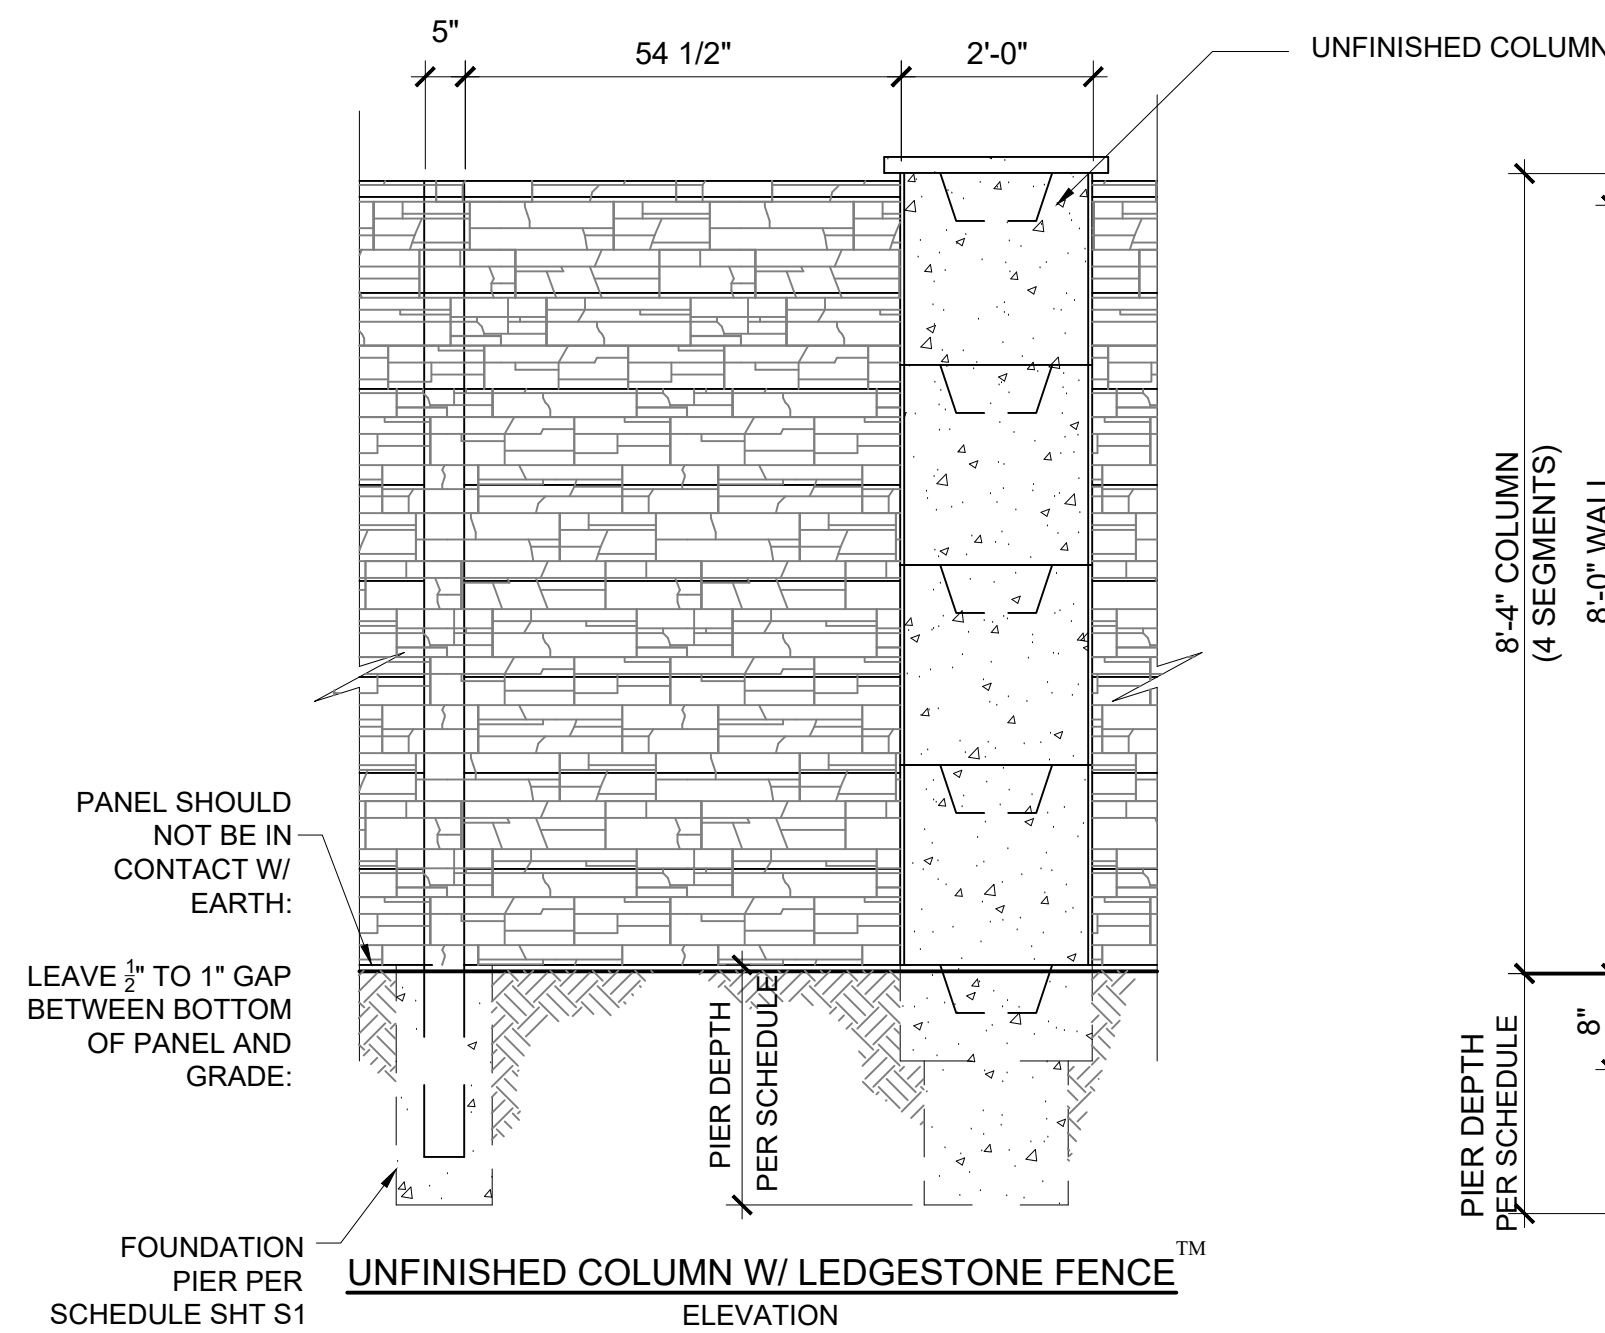 5"
54 1/2"
2'-0"
UNFINISHED COLUMN
8'-4" COLUMN
(4 SEGMENTS)
8'-0" WALL
PANEL SHOULD
NOT BE IN
CONTACT W/
EARTH:
LEAVE ½" TO 1" GAP
BETWEEN BOTTOM
OF PANEL AND
GRADE:
PIER DEPTH
PER SCHEDULE
PIER DEPTH
PER SCHEDULE
8"
FOUNDATION
PIER PER
SCHEDULE SHT S1
UNFINISHED COLUMN W/ LEDGESTONE FENCE™
ELEVATION